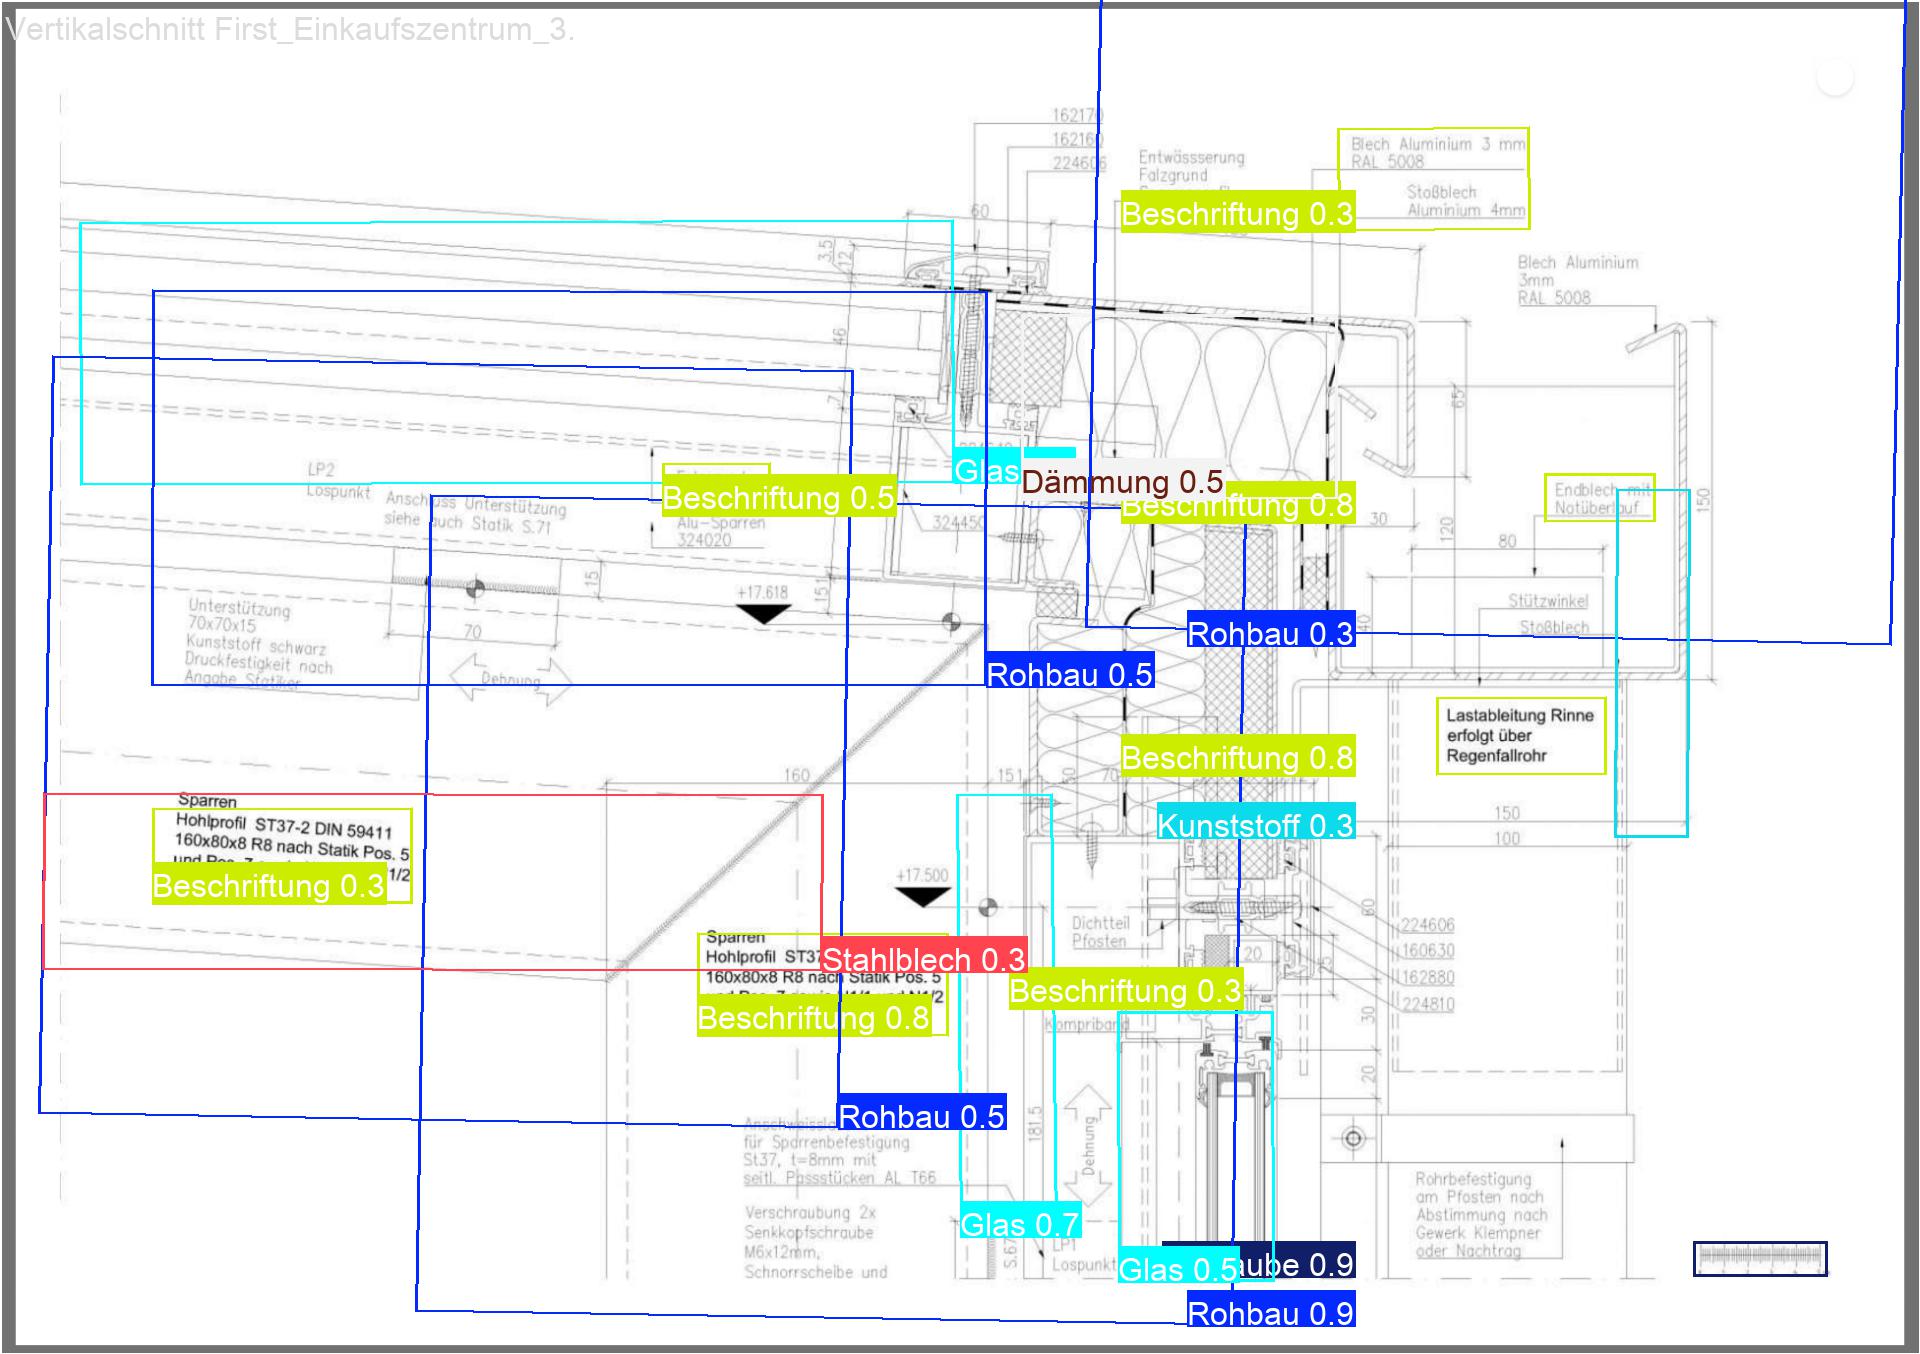 Vertikalschnitt First_Einkaufszentrum_3.
162170
162160
224606
Entwässserung
Falzgrund
Blech Aluminium 3 mm
RAL 5008
Stoßblech
Aluminium 4mm
Beschriftung 0.3
60
3.5
12
Blech Aluminium
3mm
RAL 5008
46
7
65
150
LP2
Lospunkt
Anschluss Unterstützung
siehe auch Statik S.71
Beschriftung 0.5
Alu-Sparren
324020
Glas
Dämmung 0.5
Beschriftung 0.8
324450
30
120
Endblech mit
Notüberlauf
80
15
151
+17.618
Unterstützung
70x70x15
Kunststoff schwarz
Druckfestigkeit nach
Angabe Statiker
70
Dehnung
Rohbau 0.3
Rohbau 0.5
40
Stützwinkel
Stoßblech
Lastableitung Rinne
erfolgt über
Regenfallrohr
Beschriftung 0.8
160
151
50
70
Kunststoff 0.3
150
100
Sparren
Hohlprofil ST37-2 DIN 59411
160x80x8 R8 nach Statik Pos. 5
1/2
Beschriftung 0.3
+17.500
Dichtteil
Pfosten
80
224606
160630
162880
224810
20
25
Sparren
Hohlprofil ST37
Stahlblech 0.3
160x80x8 R8 nach Statik Pos. 5
Beschriftung 0.8
Beschriftung 0.3
Kompriband
30
20
Rohbau 0.5
für Sparrenbefestigung
St37, t=8mm mit
seitl. Passstücken AL T66
181.5
Dehnung
Verschraubung 2x
Senkkopfschraube
M6x12mm,
Schnorrscheibe und
Glas 0.7
S.67
LP1
Lospunkt
Glas 0.5
aube 0.9
Rohbau 0.9
Rohrbefestigung
am Pfosten nach
Abstimmung nach
Gewerk Klempner
oder Nachtrag